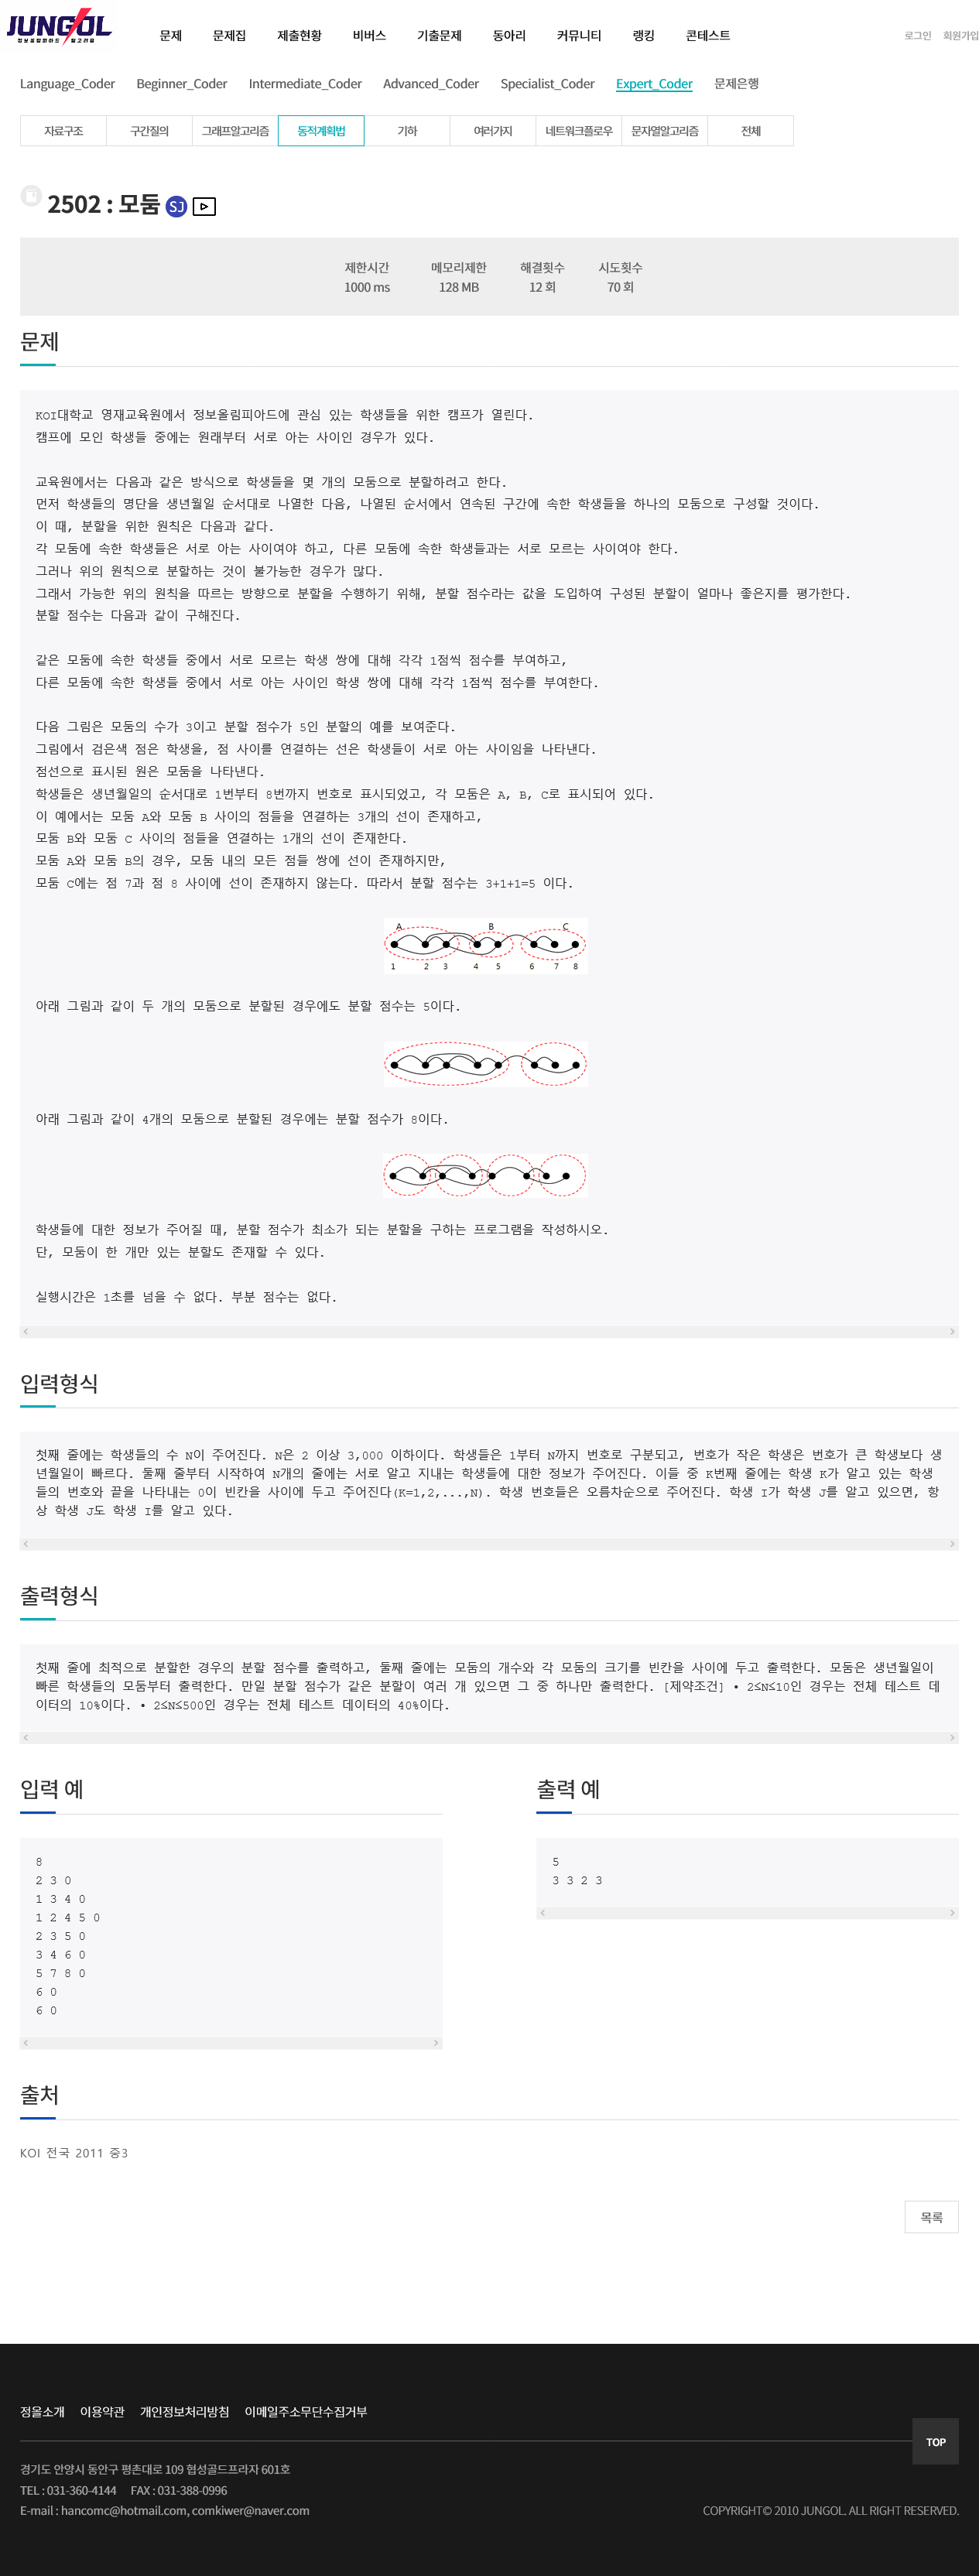 JUNGOL
정보올림피아드 & 알고리즘
문제 문제집 제출현황 비버스 기출문제 동아리 커뮤니티 랭킹 콘테스트 로그인 회원가입
Language_Coder Beginner_Coder Intermediate_Coder Advanced_Coder Specialist_Coder Expert_Coder 문제은행
자료구조 구간질의 그래프알고리즘 동적계획법 기하 여러가지 네트워크플로우 문자열알고리즘 전체
2502 : 모둠 SJ
제한시간 메모리제한 해결횟수 시도횟수
1000 ms 128 MB 12 회 70 회
문제
KOI대학교 영재교육원에서 정보올림피아드에 관심 있는 학생들을 위한 캠프가 열린다.
캠프에 모인 학생들 중에는 원래부터 서로 아는 사이인 경우가 있다.
교육원에서는 다음과 같은 방식으로 학생들을 몇 개의 모둠으로 분할하려고 한다.
먼저 학생들의 명단을 생년월일 순서대로 나열한 다음, 나열된 순서에서 연속된 구간에 속한 학생들을 하나의 모둠으로 구성할 것이다.
이 때, 분할을 위한 원칙은 다음과 같다.
각 모둠에 속한 학생들은 서로 아는 사이여야 하고, 다른 모둠에 속한 학생들과는 서로 모르는 사이여야 한다.
그러나 위의 원칙으로 분할하는 것이 불가능한 경우가 많다.
그래서 가능한 위의 원칙을 따르는 방향으로 분할을 수행하기 위해, 분할 점수라는 값을 도입하여 구성된 분할이 얼마나 좋은지를 평가한다.
분할 점수는 다음과 같이 구해진다.
같은 모둠에 속한 학생들 중에서 서로 모르는 학생 쌍에 대해 각각 1점씩 점수를 부여하고,
다른 모둠에 속한 학생들 중에서 서로 아는 사이인 학생 쌍에 대해 각각 1점씩 점수를 부여한다.
다음 그림은 모둠의 수가 3이고 분할 점수가 5인 분할의 예를 보여준다.
그림에서 검은색 점은 학생을, 점 사이를 연결하는 선은 학생들이 서로 아는 사이임을 나타낸다.
점선으로 표시된 원은 모둠을 나타낸다.
학생들은 생년월일의 순서대로 1번부터 8번까지 번호로 표시되었고, 각 모둠은 A, B, C로 표시되어 있다.
이 예에서는 모둠 A와 모둠 B 사이의 점들을 연결하는 3개의 선이 존재하고,
모둠 B와 모둠 C 사이의 점들을 연결하는 1개의 선이 존재한다.
모둠 A와 모둠 B의 경우, 모둠 내의 모든 점들 쌍에 선이 존재하지만,
모둠 C에는 점 7과 점 8 사이에 선이 존재하지 않는다. 따라서 분할 점수는 3+1+1=5 이다.
A B C
1 2 3 4 5 6 7 8
아래 그림과 같이 두 개의 모둠으로 분할된 경우에도 분할 점수는 5이다.
아래 그림과 같이 4개의 모둠으로 분할된 경우에는 분할 점수가 8이다.
학생들에 대한 정보가 주어질 때, 분할 점수가 최소가 되는 분할을 구하는 프로그램을 작성하시오.
단, 모둠이 한 개만 있는 분할도 존재할 수 있다.
실행시간은 1초를 넘을 수 없다. 부분 점수는 없다.
입력형식
첫째 줄에는 학생들의 수 N이 주어진다. N은 2 이상 3,000 이하이다. 학생들은 1부터 N까지 번호로 구분되고, 번호가 작은 학생은 번호가 큰 학생보다 생
년월일이 빠르다. 둘째 줄부터 시작하여 N개의 줄에는 서로 알고 지내는 학생들에 대한 정보가 주어진다. 이들 중 K번째 줄에는 학생 K가 알고 있는 학생
들의 번호와 끝을 나타내는 0이 빈칸을 사이에 두고 주어진다(K=1,2,...,N). 학생 번호들은 오름차순으로 주어진다. 학생 I가 학생 J를 알고 있으면, 항
상 학생 J도 학생 I를 알고 있다.
출력형식
첫째 줄에 최적으로 분할한 경우의 분할 점수를 출력하고, 둘째 줄에는 모둠의 개수와 각 모둠의 크기를 빈칸을 사이에 두고 출력한다. 모둠은 생년월일이
빠른 학생들의 모둠부터 출력한다. 만일 분할 점수가 같은 분할이 여러 개 있으면 그 중 하나만 출력한다. [제약조건] • 2≤N≤10인 경우는 전체 테스트 데
이터의 10%이다. • 2≤N≤500인 경우는 전체 테스트 데이터의 40%이다.
입력 예
8
2 3 0
1 3 4 0
1 2 4 5 0
2 3 5 0
3 4 6 0
5 7 8 0
6 0
6 0
출력 예
5
3 3 2 3
출처
KOI 전국 2011 중3
목록
정올소개 이용약관 개인정보처리방침 이메일주소무단수집거부
TOP
경기도 안양시 동안구 평촌대로 109 협성골드프라자 601호
TEL : 031-360-4144 FAX : 031-388-0996
E-mail : hancomc@hotmail.com, comkiwer@naver.com
COPYRIGHT© 2010 JUNGOL. ALL RIGHT RESERVED.